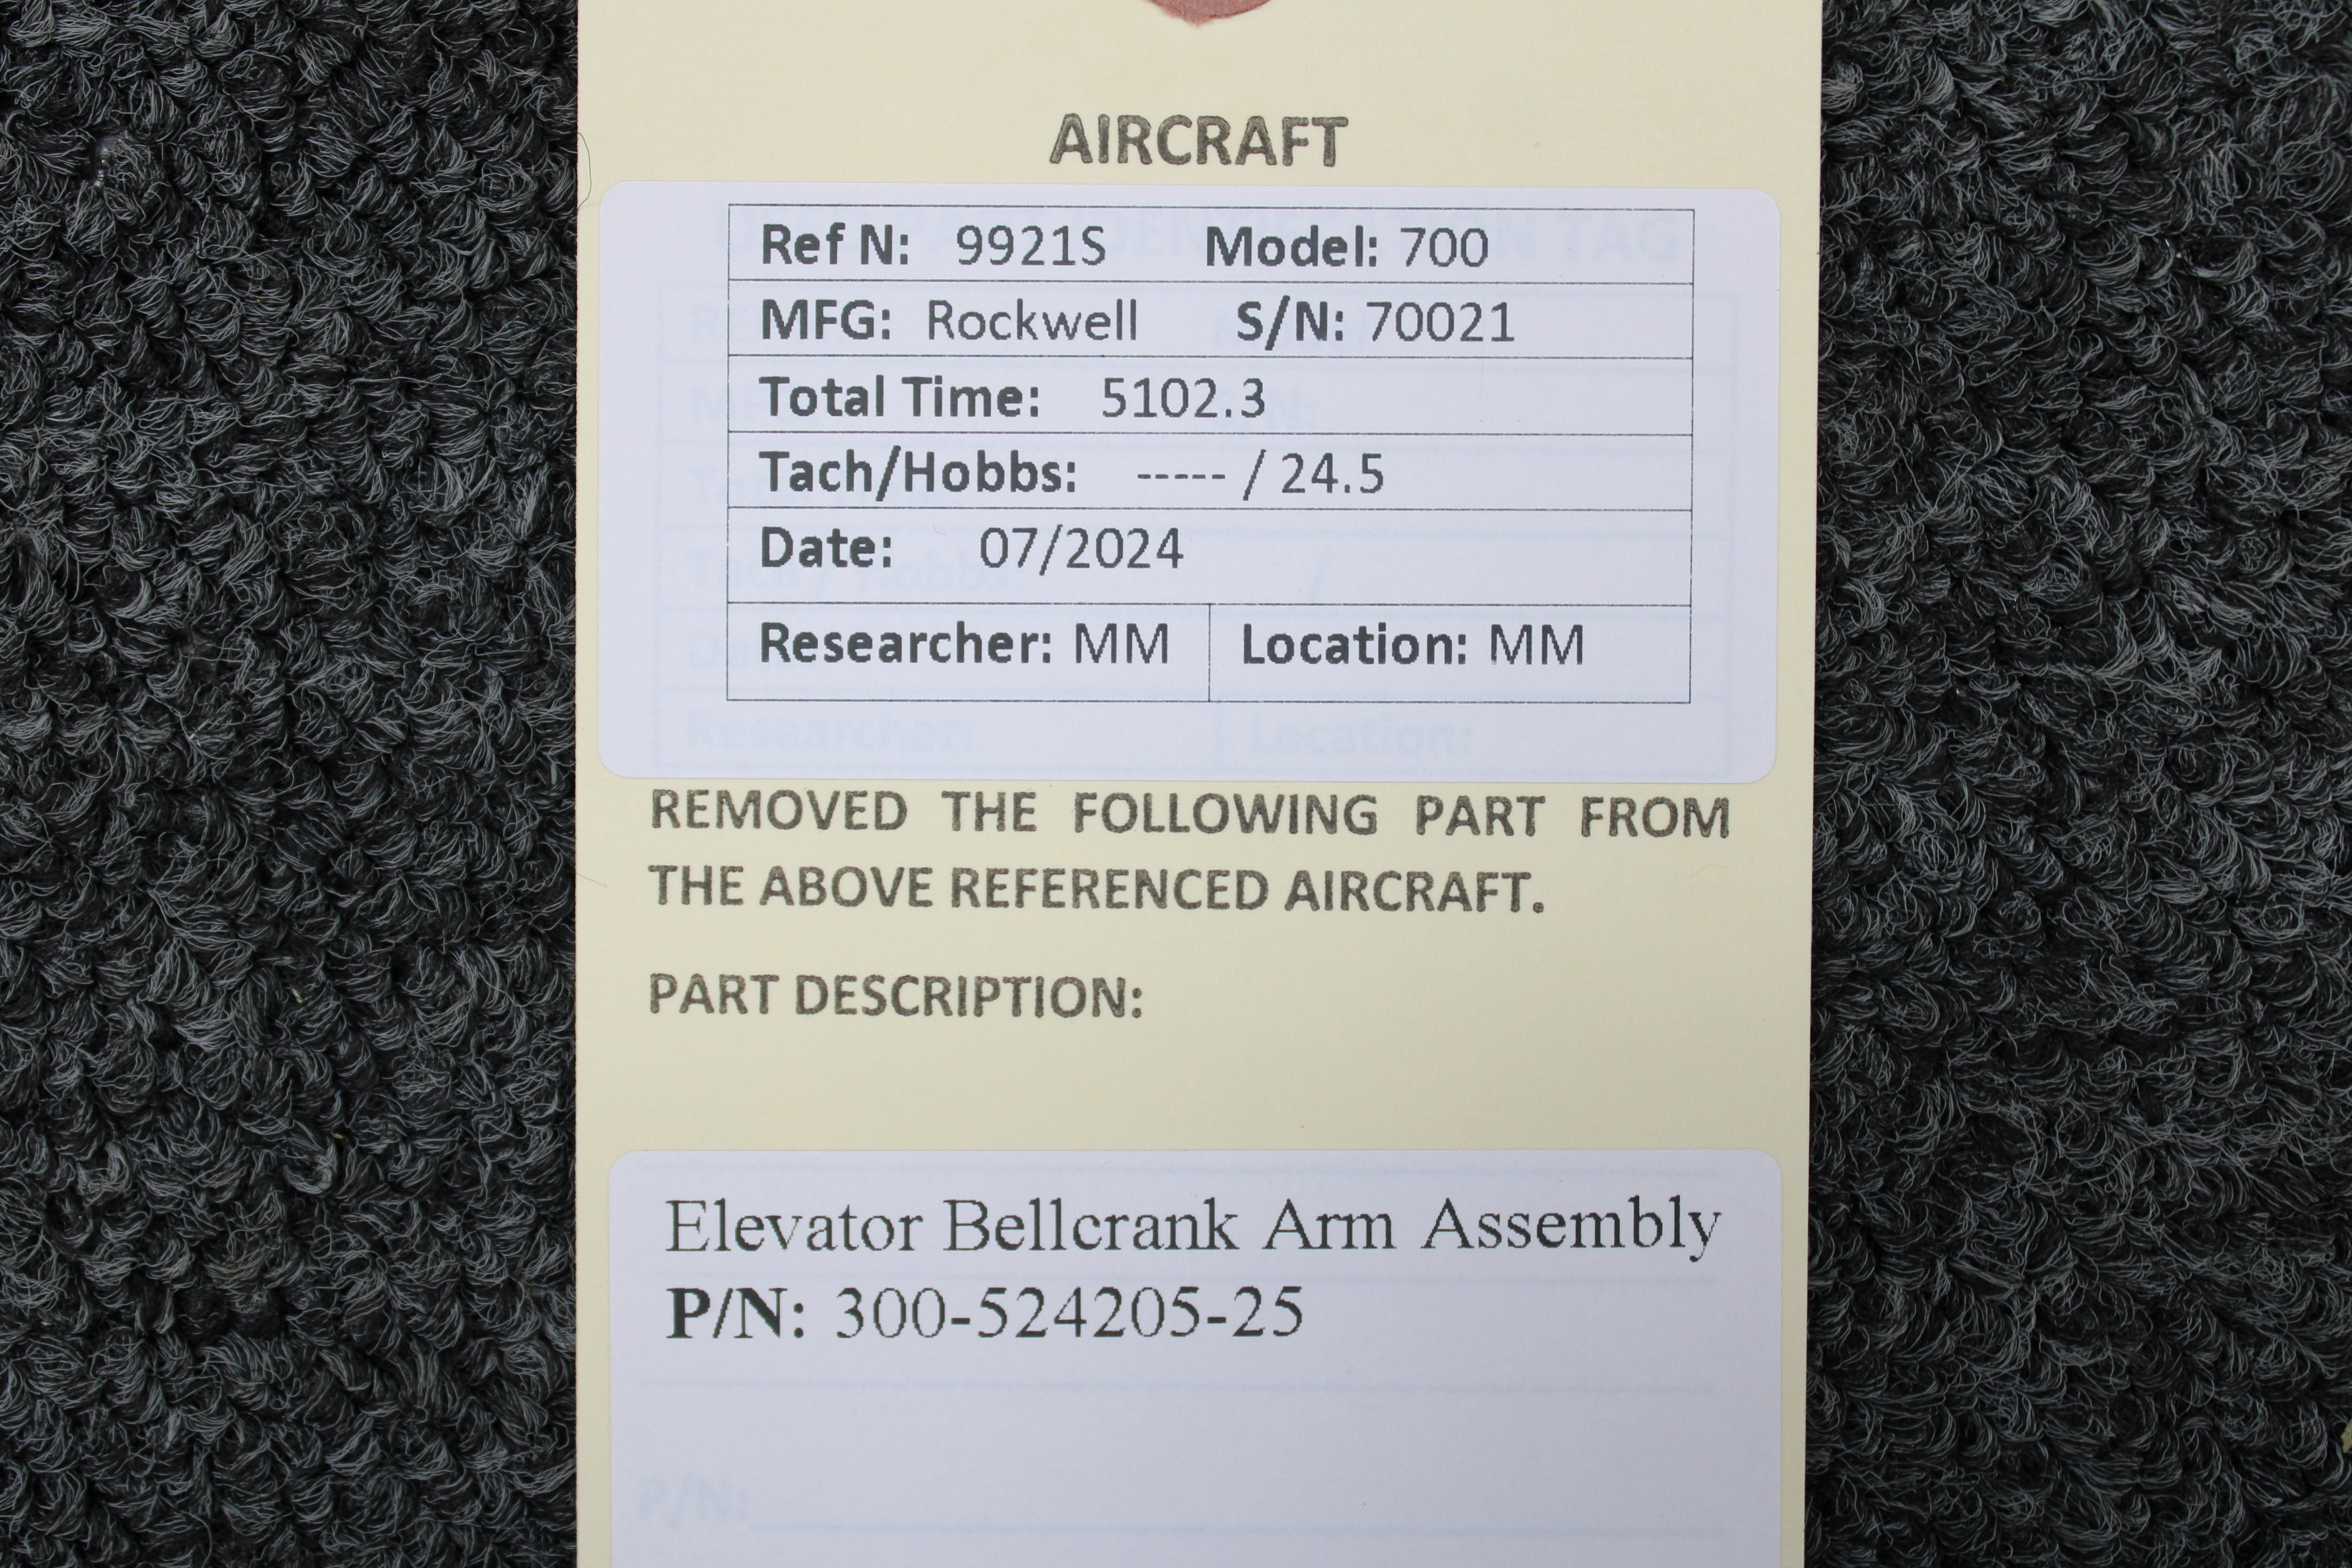 AIRCRAFT
Ref N: 9921S Model: 700
MFG: Rockwell S/N: 70021
Total Time: 5102.3
Tach/Hobbs: ----- / 24.5
Date: 07/2024
Researcher: MM Location: MM
Researcher: Location:
REMOVED THE FOLLOWING PART FROM
THE ABOVE REFERENCED AIRCRAFT.
PART DESCRIPTION:
Elevator Bellcrank Arm Assembly
P/N: 300-524205-25
P/N: